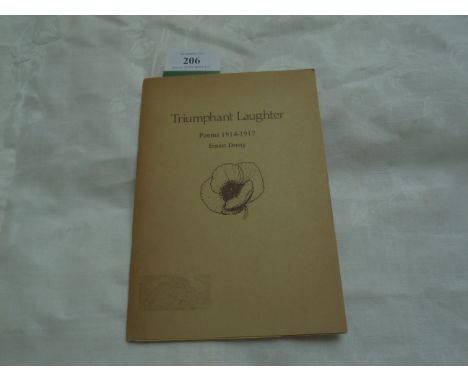 206
Triumphant Laughter
Poems 1914-1917
Ernest Denny